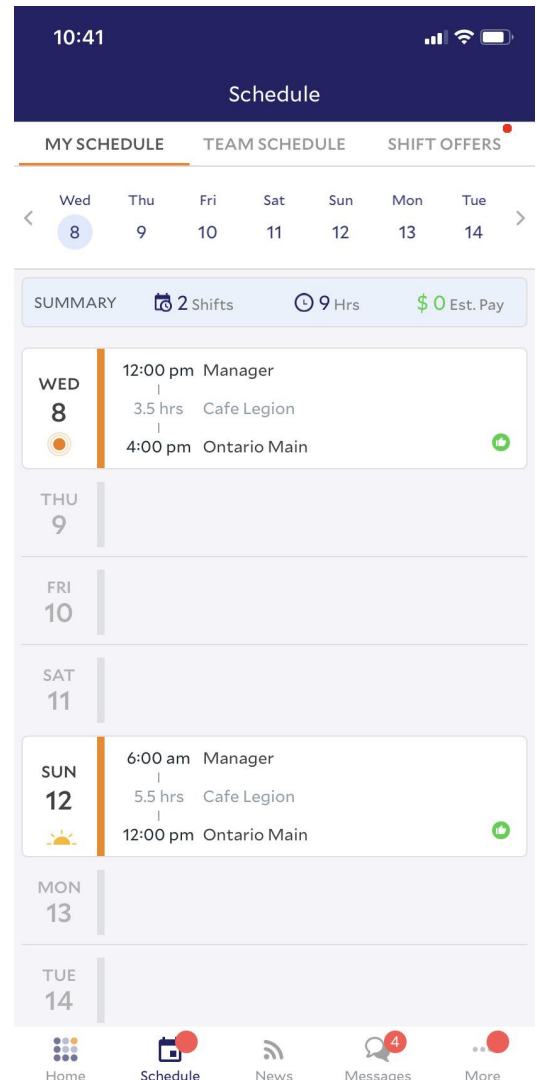 10:41
Schedule
MY SCHEDULE TEAM SCHEDULE SHIFT OFFERS
Wed Thu Fri Sat Sun Mon Tue
< 8 9 10 11 12 13 14 >
SUMMARY 2 Shifts 9 Hrs $ 0 Est. Pay
WED
8
12:00 pm Manager
3.5 hrs Cafe Legion
4:00 pm Ontario Main
THU
9
FRI
10
SAT
11
SUN
12
6:00 am Manager
5.5 hrs Cafe Legion
12:00 pm Ontario Main
MON
13
TUE
14
4
Home Schedule News Messages More